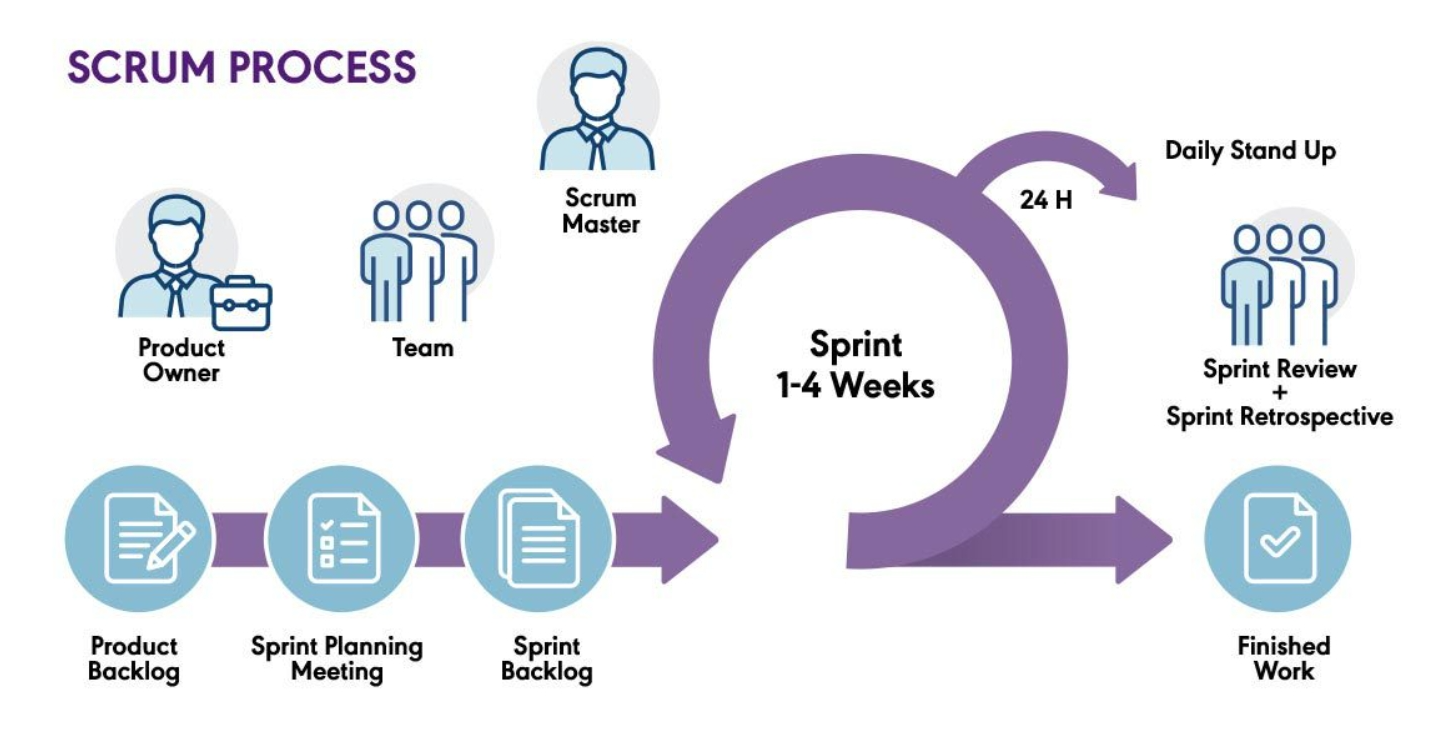 SCRUM PROCESS
Scrum
Master
Product
Owner
Team
Daily Stand Up
24 H
Sprint
1-4 Weeks
Sprint Review
+
Sprint Retrospective
Product
Backlog
Sprint Planning
Meeting
Sprint
Backlog
Finished
Work